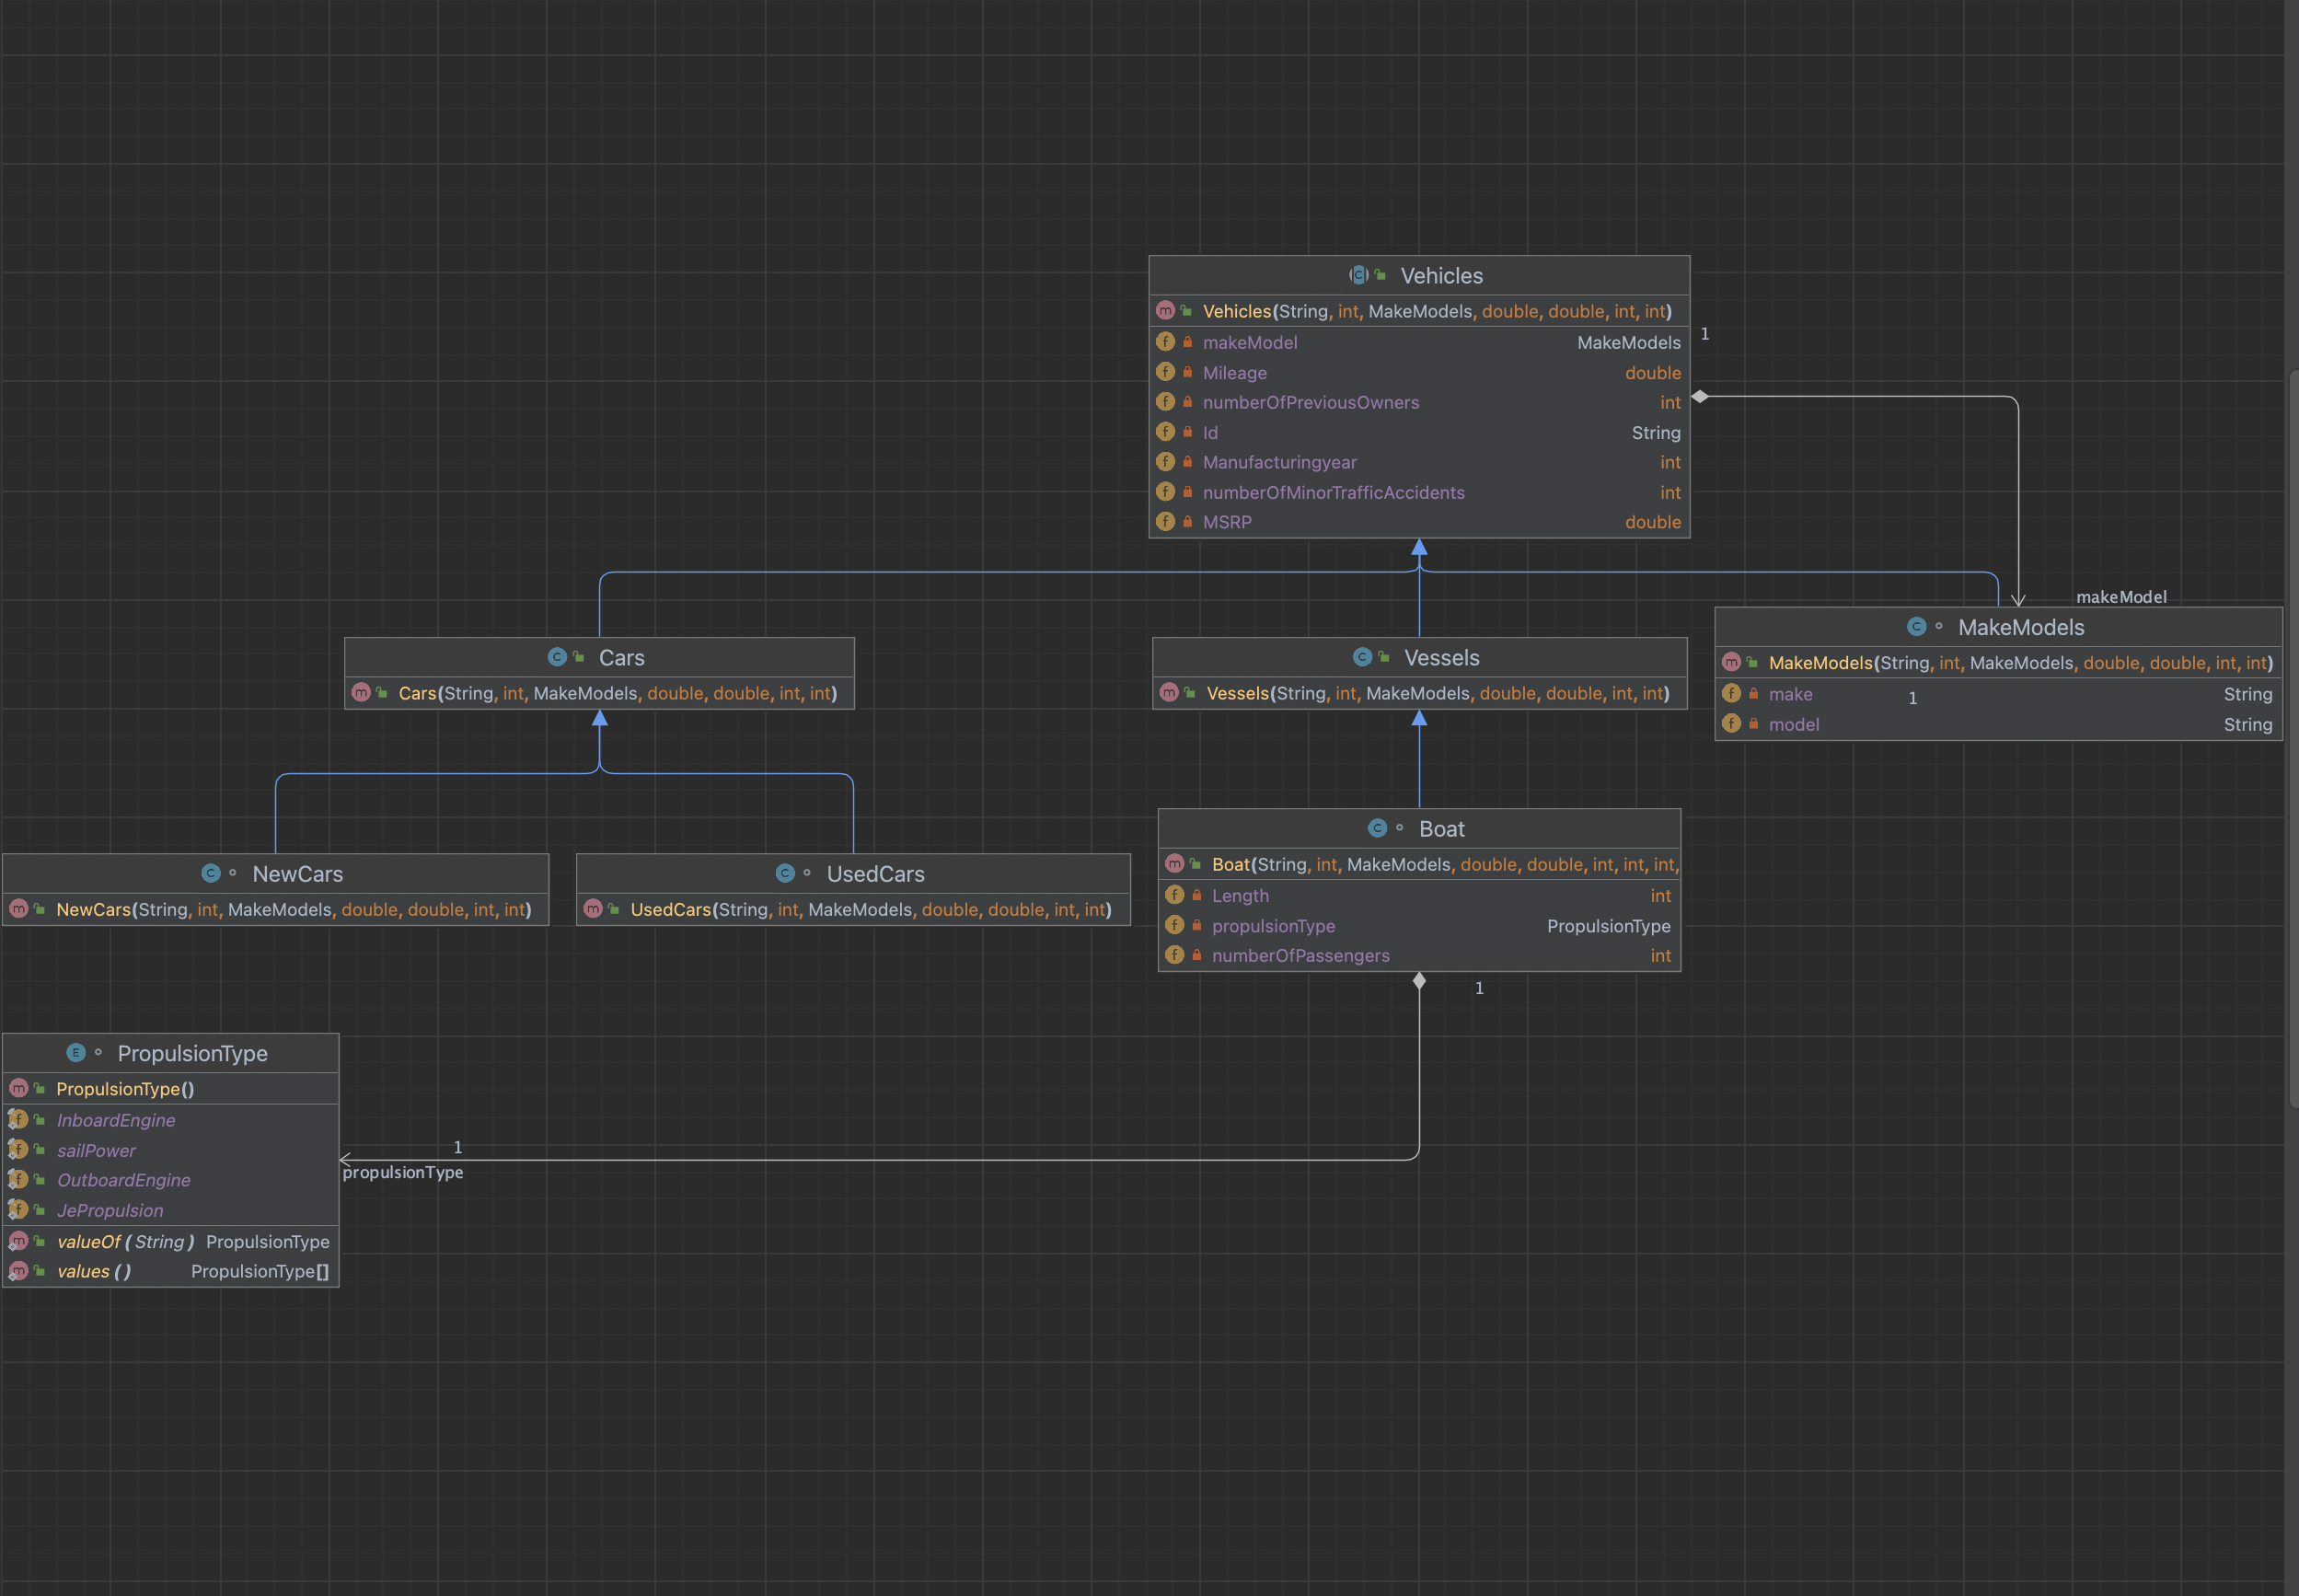 Vehicles
Vehicles(String, int, MakeModels, double, double, int, int)
1
makeModel MakeModels
Mileage double
numberOfPreviousOwners int
Id String
Manufacturingyear int
numberOfMinorTrafficAccidents int
MSRP double
makeModel
Cars
Cars(String, int, MakeModels, double, double, int, int)
Vessels
Vessels(String, int, MakeModels, double, double, int, int)
MakeModels
MakeModels(String, int, MakeModels, double, double, int, int)
make 1 String
model String
NewCars
NewCars(String, int, MakeModels, double, double, int, int)
UsedCars
UsedCars(String, int, MakeModels, double, double, int, int)
Boat
Boat(String, int, MakeModels, double, double, int, int, int,
Length int
propulsionType PropulsionType
numberOfPassengers int
1
PropulsionType
PropulsionType()
InboardEngine
sailPower
OutboardEngine
JePropulsion
valueOf(String) PropulsionType
values() PropulsionType[]
1
propulsionType